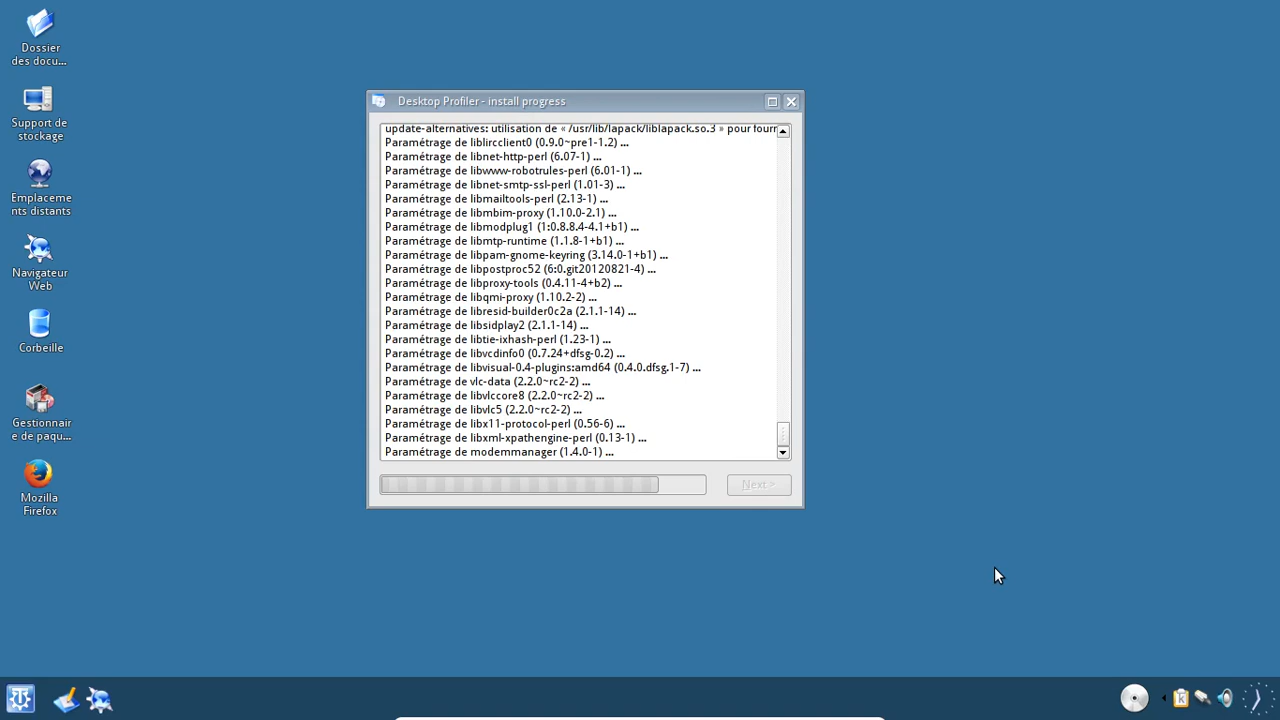 Dossier
des docu...
Support de
stockage
Emplaceme
nts distants
Navigateur
Web
Corbeille
Gestionnair
e de paqu...
Mozilla
Firefox
Desktop Profiler - install progress
update-alternatives: utilisation de « /usr/lib/lapack/liblapack.so.3 » pour fourn
Paramétrage de liblircclient0 (0.9.0~pre1-1.2) ...
Paramétrage de libnet-http-perl (6.07-1) ...
Paramétrage de libwww-robotrules-perl (6.01-1) ...
Paramétrage de libnet-smtp-ssl-perl (1.01-3) ...
Paramétrage de libmailtools-perl (2.13-1) ...
Paramétrage de libmbim-proxy (1.10.0-2.1) ...
Paramétrage de libmodplug1 (1:0.8.8.4-4.1+b1) ...
Paramétrage de libmtp-runtime (1.1.8-1+b1) ...
Paramétrage de libpam-gnome-keyring (3.14.0-1+b1) ...
Paramétrage de libpostproc52 (6:0.git20120821-4) ...
Paramétrage de libproxy-tools (0.4.11-4+b2) ...
Paramétrage de libqmi-proxy (1.10.2-2) ...
Paramétrage de libresid-builder0c2a (2.1.1-14) ...
Paramétrage de libsidplay2 (2.1.1-14) ...
Paramétrage de libtie-ixhash-perl (1.23-1) ...
Paramétrage de libvcdinfo0 (0.7.24+dfsg-0.2) ...
Paramétrage de libvisual-0.4-plugins:amd64 (0.4.0.dfsg.1-7) ...
Paramétrage de vlc-data (2.2.0~rc2-2) ...
Paramétrage de libvlccore8 (2.2.0~rc2-2) ...
Paramétrage de libvlc5 (2.2.0~rc2-2) ...
Paramétrage de libx11-protocol-perl (0.56-6) ...
Paramétrage de libxml-xpathengine-perl (0.13-1) ...
Paramétrage de modemmanager (1.4.0-1) ...
Next >